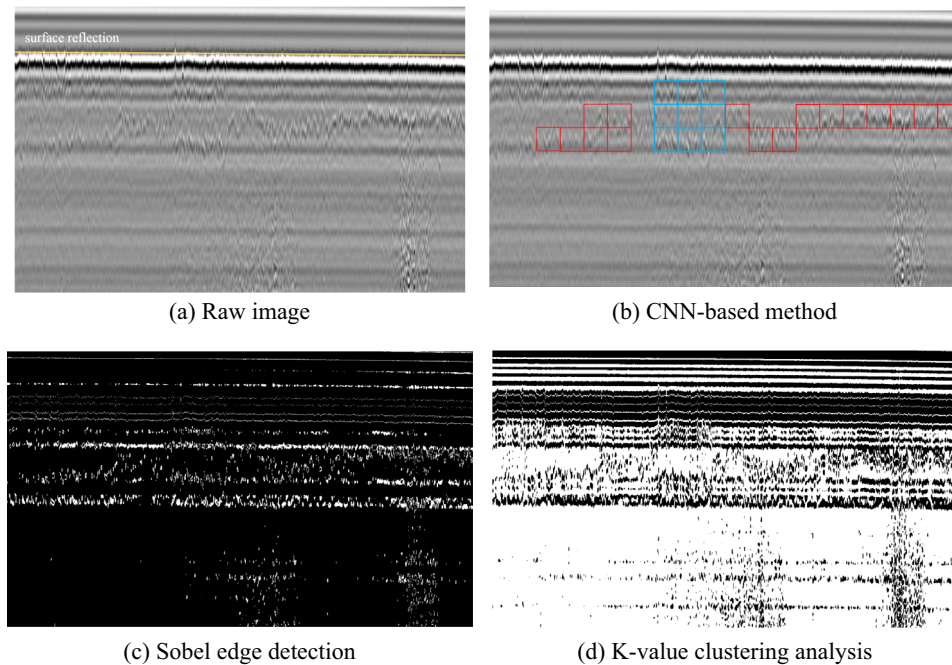 surface reflection
(a) Raw image
(b) CNN-based method
(c) Sobel edge detection
(d) K-value clustering analysis